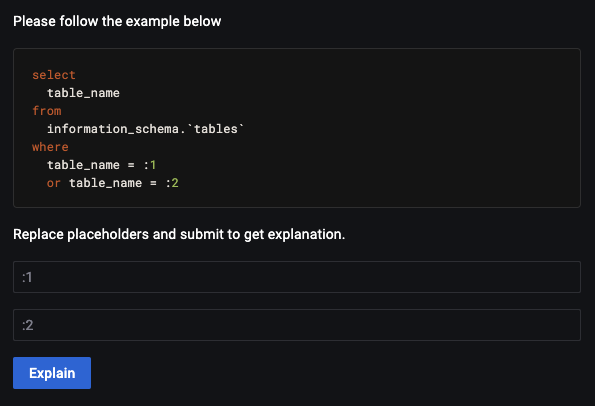 Please follow the example below
select
table_name
from
information_schema.`tables`
where
table_name = :1
or table_name = :2
Replace placeholders and submit to get explanation.
:1
:2
Explain